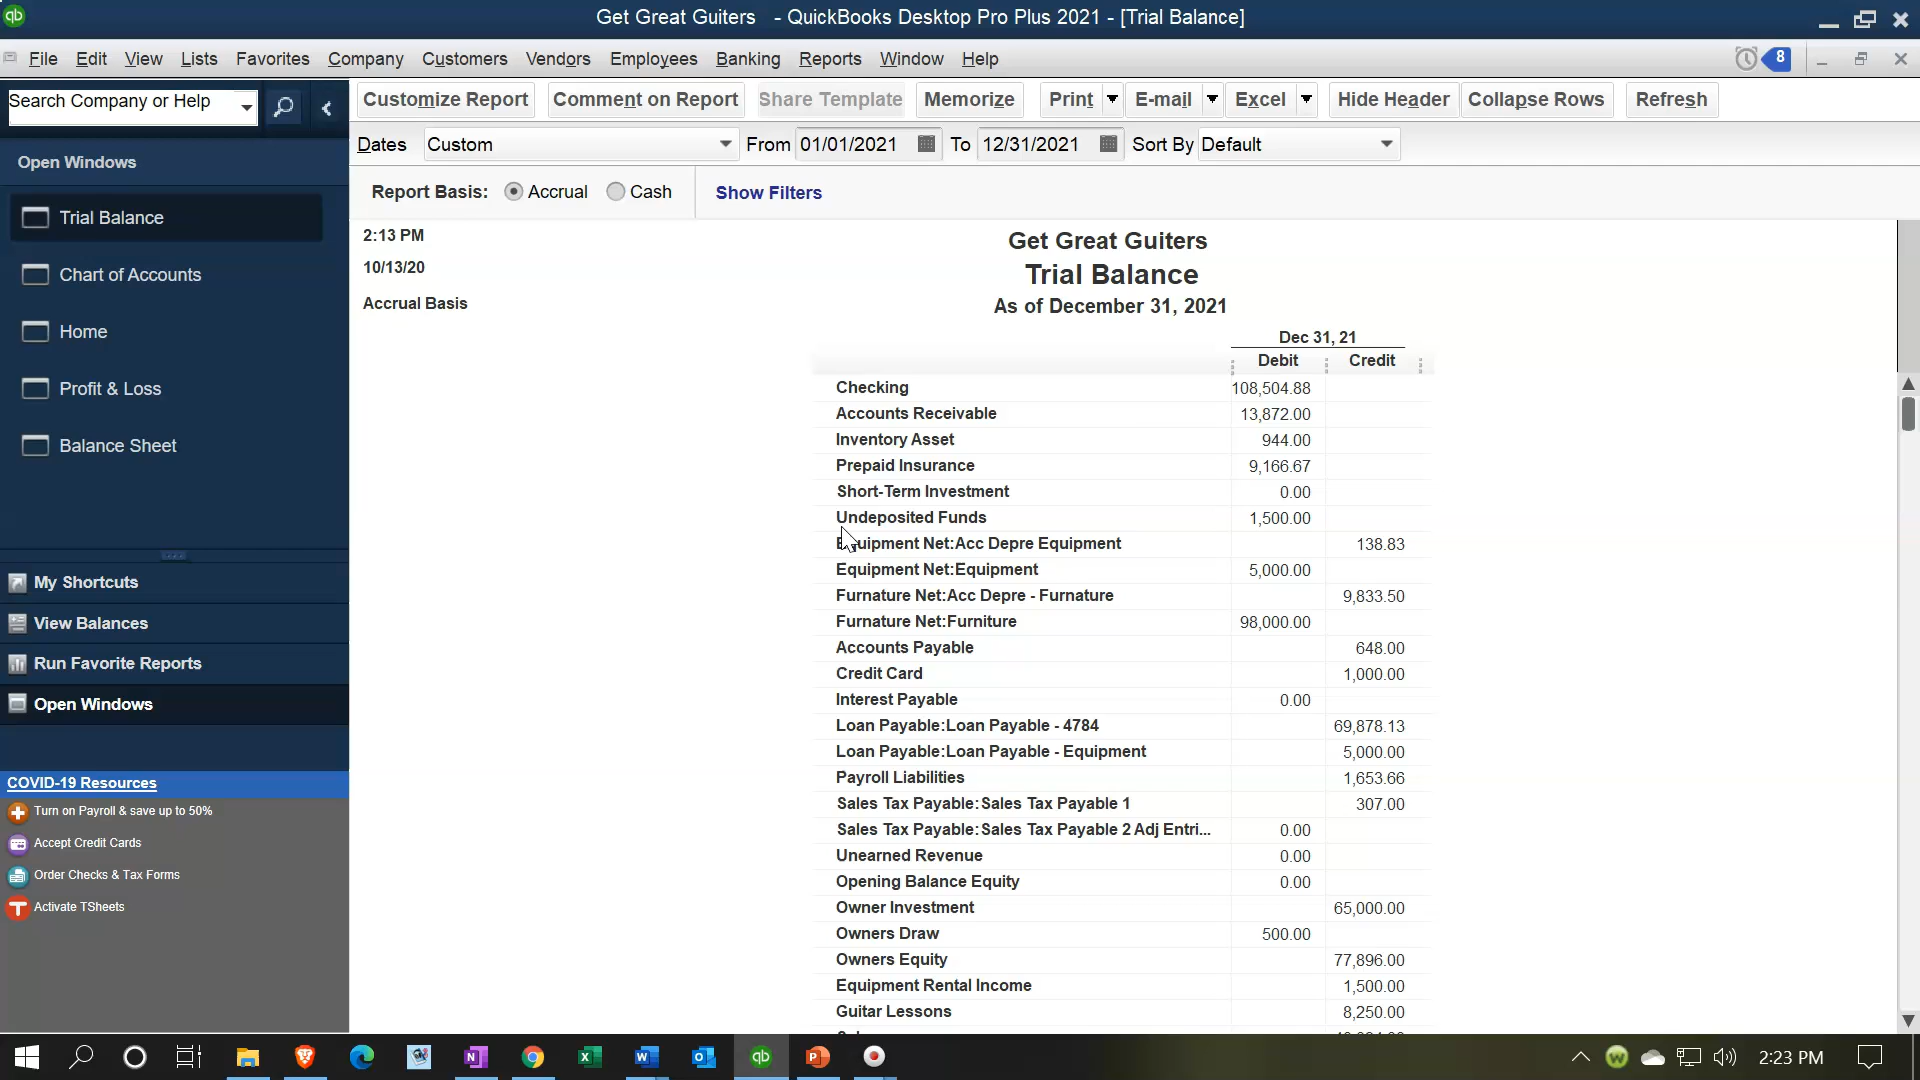 qb
Get Great Guiters - QuickBooks Desktop Pro Plus 2021 - [Trial Balance]
File Edit View Lists Favorites Company Customers Vendors Employees Banking Reports Window Help
8
Search Company or Help
Customize Report Comment on Report Share Template Memorize Print E-mail Excel Hide Header Collapse Rows Refresh
Dates Custom From 01/01/2021 To 12/31/2021 Sort By Default
Report Basis: Accrual Cash Show Filters
Open Windows
Trial Balance
Chart of Accounts
Home
Profit & Loss
Balance Sheet
My Shortcuts
View Balances
Run Favorite Reports
Open Windows
COVID-19 Resources
Turn on Payroll & save up to 50%
Accept Credit Cards
Order Checks & Tax Forms
Activate TSheets
2:13 PM
10/13/20
Accrual Basis
Get Great Guiters
Trial Balance
As of December 31, 2021
Dec 31, 21
Debit Credit
Checking 108,504.88
Accounts Receivable 13,872.00
Inventory Asset 944.00
Prepaid Insurance 9,166.67
Short-Term Investment 0.00
Undeposited Funds 1,500.00
Equipment Net:Acc Depre Equipment 138.83
Equipment Net:Equipment 5,000.00
Furnature Net:Acc Depre - Furnature 9,833.50
Furnature Net:Furniture 98,000.00
Accounts Payable 648.00
Credit Card 1,000.00
Interest Payable 0.00
Loan Payable:Loan Payable - 4784 69,878.13
Loan Payable:Loan Payable - Equipment 5,000.00
Payroll Liabilities 1,653.66
Sales Tax Payable:Sales Tax Payable 1 307.00
Sales Tax Payable:Sales Tax Payable 2 Adj Entri... 0.00
Unearned Revenue 0.00
Opening Balance Equity 0.00
Owner Investment 65,000.00
Owners Draw 500.00
Owners Equity 77,896.00
Equipment Rental Income 1,500.00
Guitar Lessons 8,250.00
2:23 PM